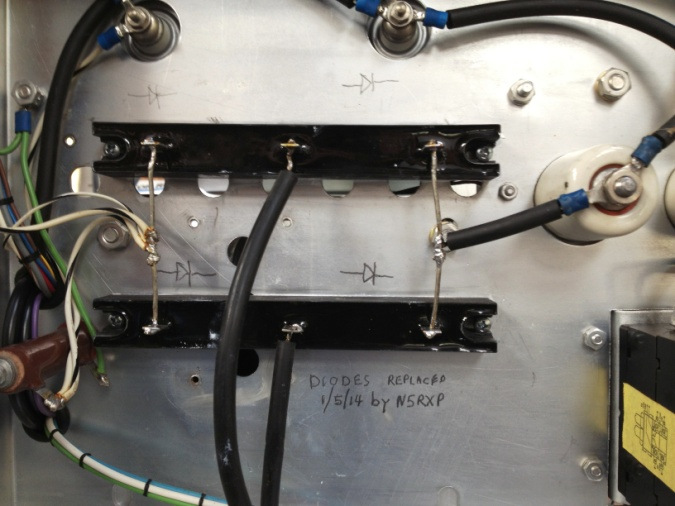 DIODES REPLACED
1/5/14 by N5RXP